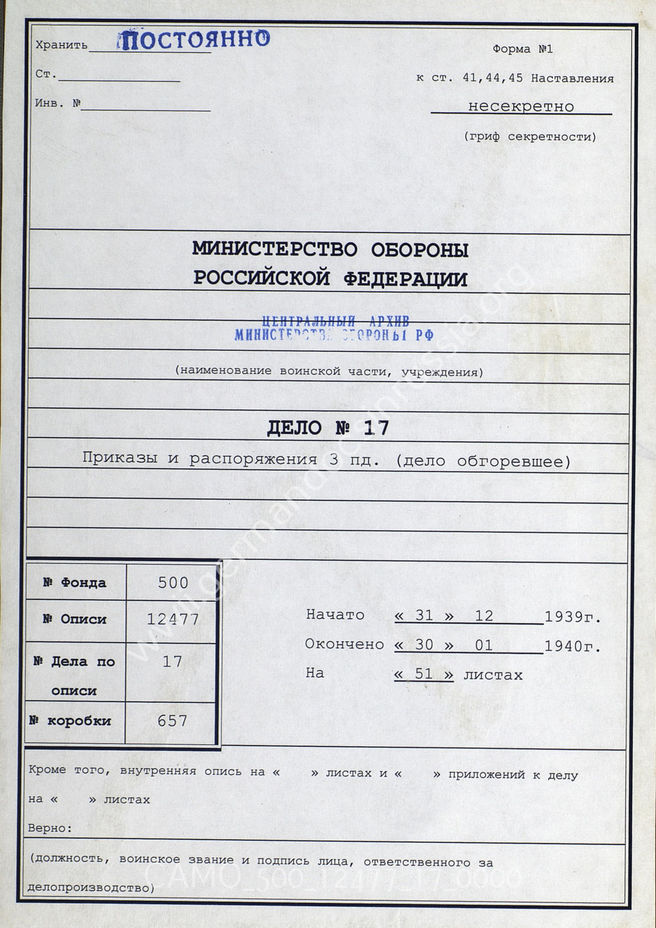 Хранить ПОСТОЯННО
Форма №1
Ст.
к ст. 41,44,45 Наставления
Инв. №
несекретно
(гриф секретности)
МИНИСТЕРСТВО ОБОРОНЫ
РОССИЙСКОЙ ФЕДЕРАЦИИ
ЦЕНТРАЛЬНЫЙ АРХИВ
МИНИСТЕРСТВА ОБОРОНЫ РФ
(наименование воинской части, учреждения)
ДЕЛО № 17
Приказы и распоряжения 3 пд. (дело обгоревшее)
№ Фонда 500
№ Описи 12477
№ Дела по описи 17
№ коробки 657
Начато « 31 » 12 1939г.
Окончено « 30 » 01 1940г.
На « 51 » листах
Кроме того, внутренняя опись на « » листах и « » приложений к делу
на « » листах
Верно:
(должность, воинское звание и подпись лица, ответственного за
делопроизводство)
www.germandocsinrussia.org
ЦАМО_500_12477_17_0000